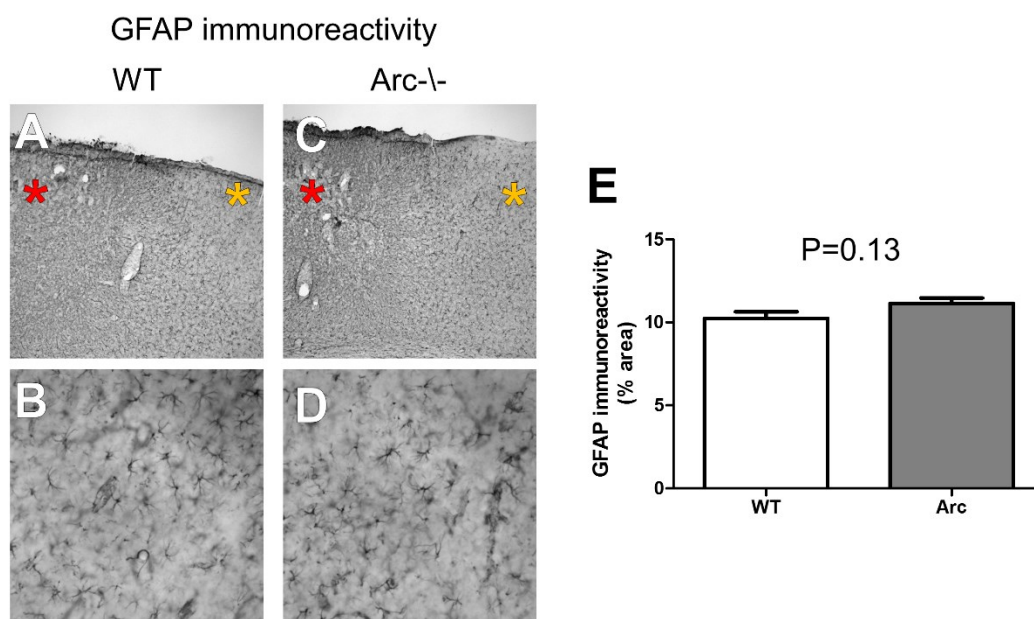 GFAP immunoreactivity
WT
Arc-\-
A
C
B
D
E
P=0.13
GFAP immunoreactivity
(% area)
15
10
5
0
WT
Arc